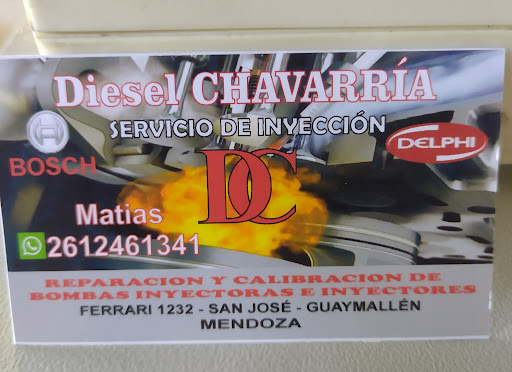 Diesel CHAVARRÍA
SERVICIO DE INYECCIÓN
BOSCH
DELPHI
DC
Matias
2612461341
REPARACION Y CALIBRACION DE
BOMBAS INYECTORAS E INYECTORES
FERRARI 1232 - SAN JOSÉ - GUAYMALLÉN
MENDOZA